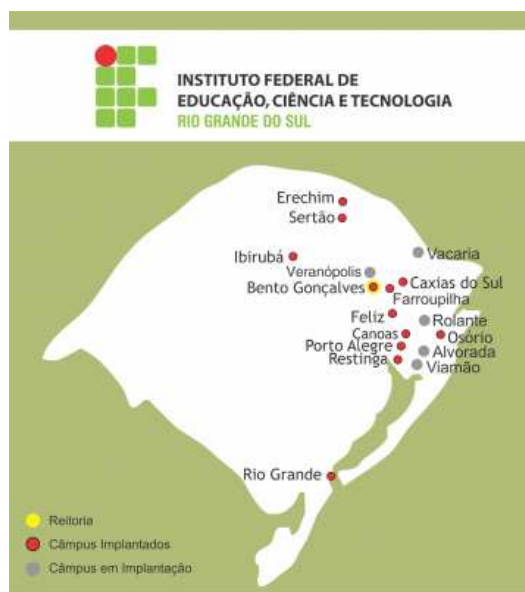 INSTITUTO FEDERAL DE
EDUCAÇÃO, CIÊNCIA E TECNOLOGIA
RIO GRANDE DO SUL
Erechim
Sertão
Ibirubá
Vacaria
Veranópolis
Bento Gonçalves
Caxias do Sul
Farroupilha
Feliz
Rolante
Canoas
Osório
Porto Alegre
Alvorada
Restinga
Viamão
Rio Grande
Reitoria
Câmpus Implantados
Câmpus em Implantação